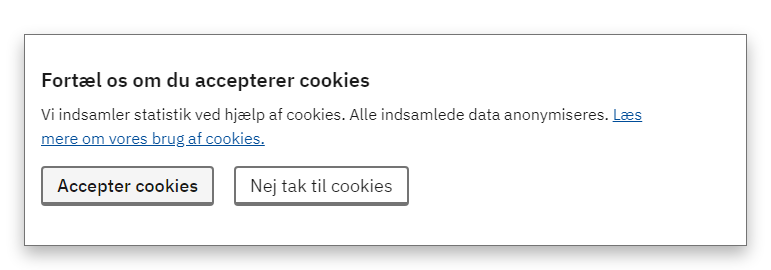 Fortæl os om du accepterer cookies
Vi indsamler statistik ved hjælp af cookies. Alle indsamlede data anonymiseres. Læs
mere om vores brug af cookies.
Accepter cookies
Nej tak til cookies